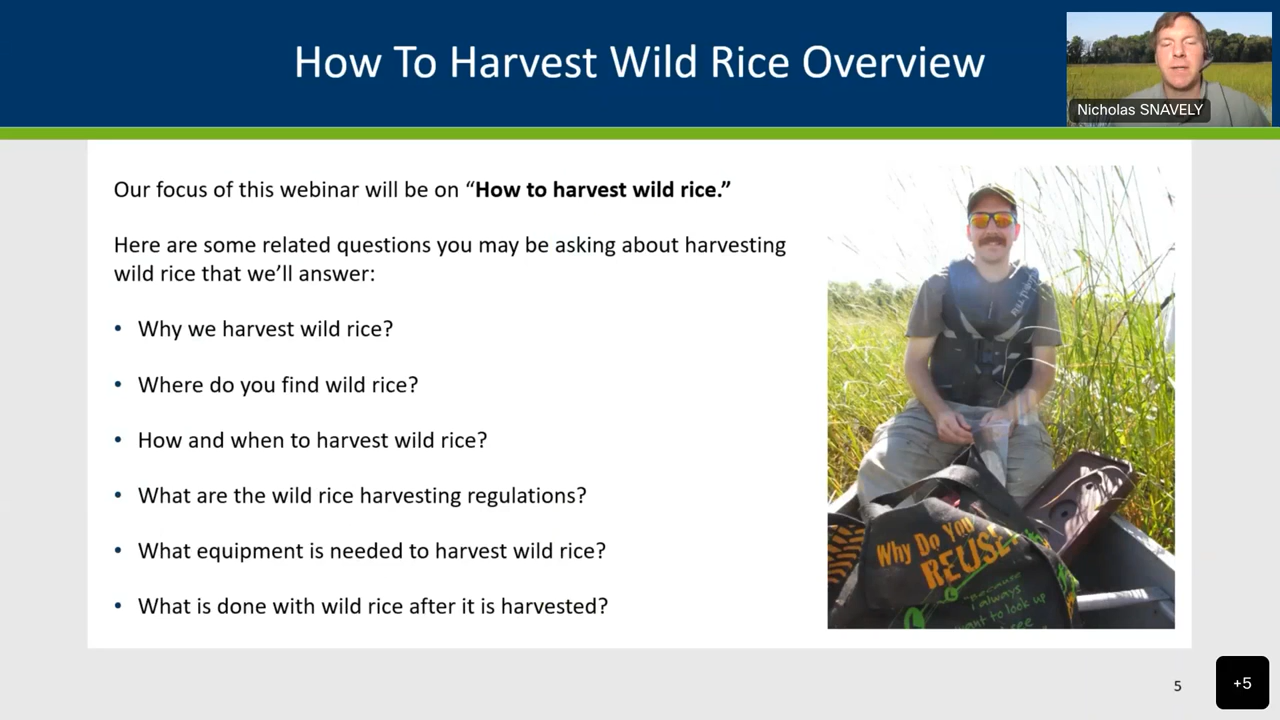 How To Harvest Wild Rice Overview
Nicholas SNAVELY
Our focus of this webinar will be on “How to harvest wild rice.”
Here are some related questions you may be asking about harvesting
wild rice that we’ll answer:
• Why we harvest wild rice?
• Where do you find wild rice?
• How and when to harvest wild rice?
• What are the wild rice harvesting regulations?
• What equipment is needed to harvest wild rice?
• What is done with wild rice after it is harvested?
Why Do You
REUSE
-because
i always
want to look up
see
5
+5